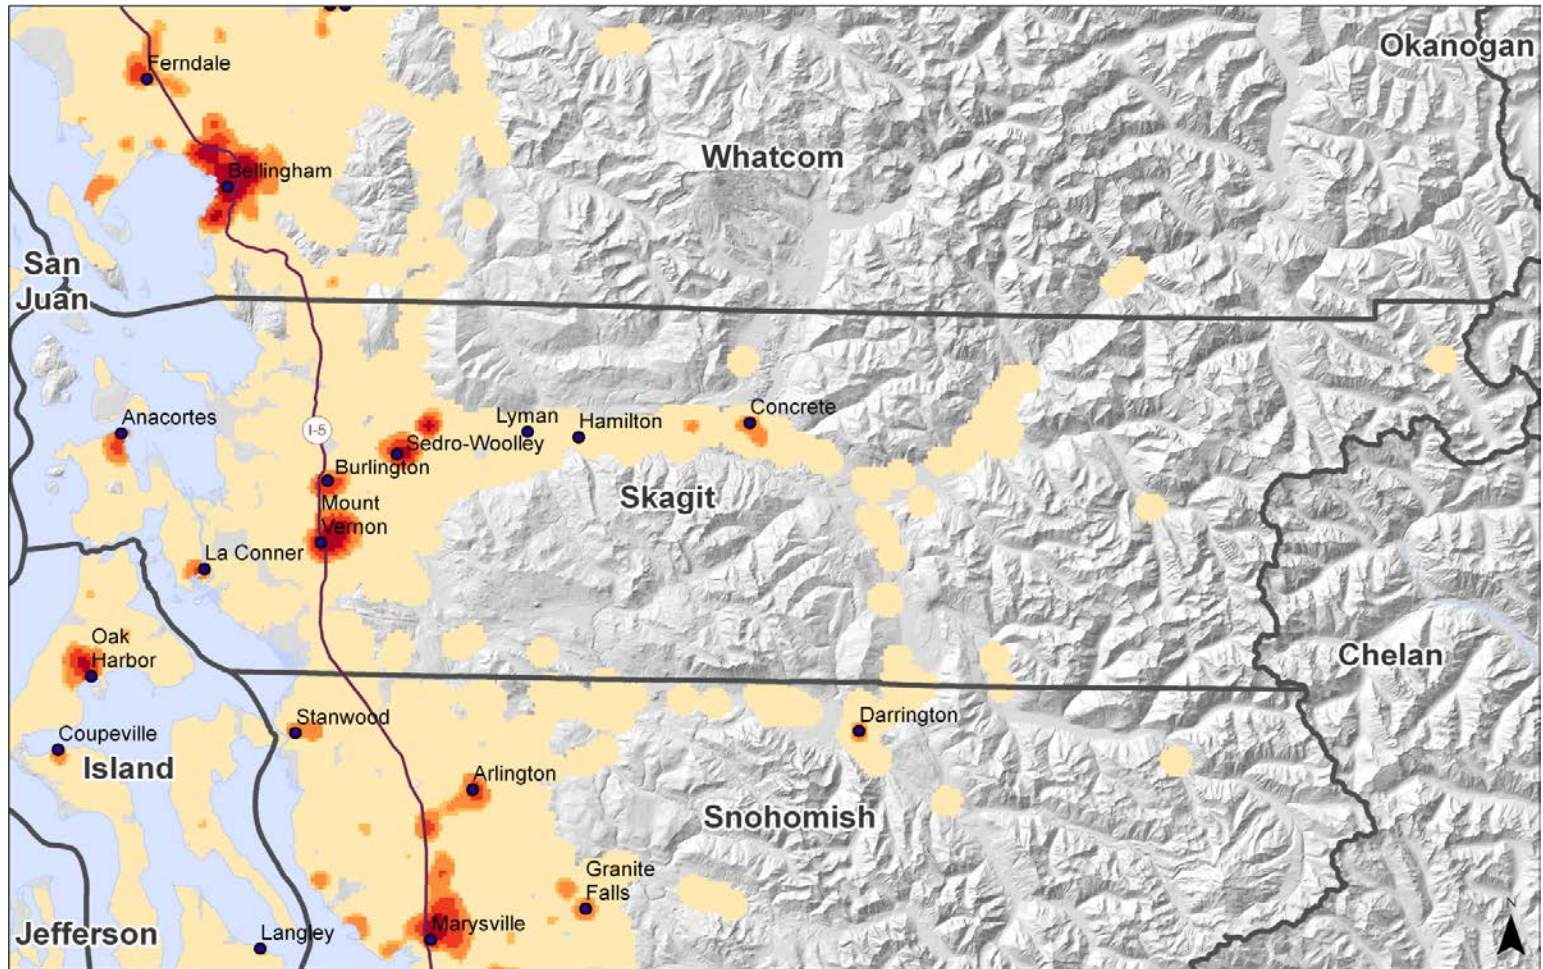 Okanogan
Ferndale
Whatcom
Bellingham
San
Juan
Anacortes
I-5
Lyman
Hamilton
Concrete
Sedro-Woolley
Burlington
Mount
Vernon
Skagit
La Conner
Oak
Harbor
Chelan
Stanwood
Darrington
Coupeville
Island
Arlington
Snohomish
Granite
Falls
Marysville
Jefferson
Langley
N